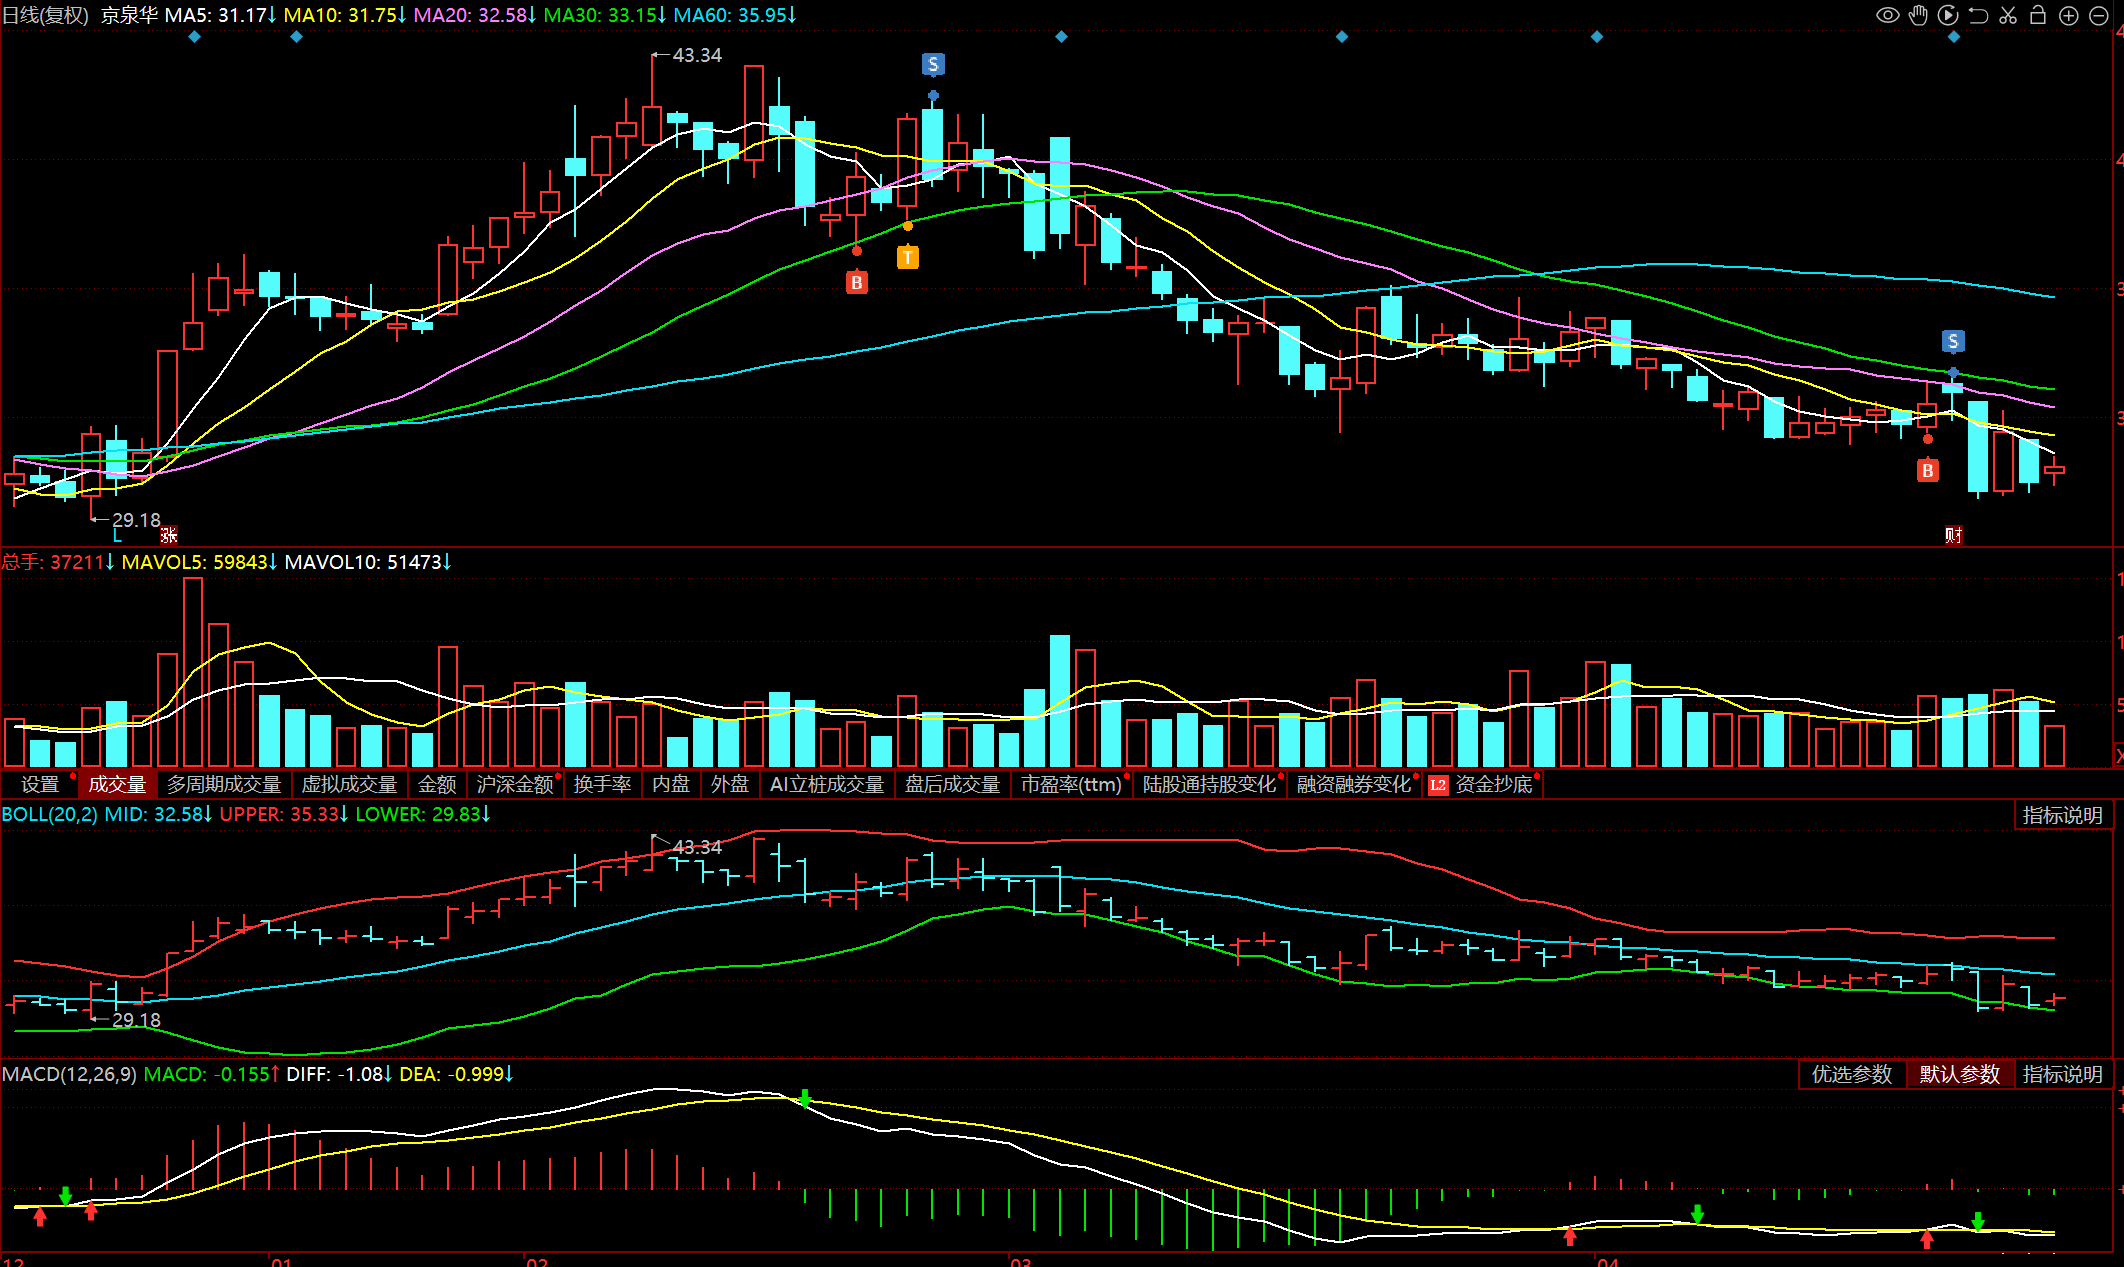 日线(复权) 京泉华 MA5: 31.17↓ MA10: 31.75↓ MA20: 32.58↓ MA30: 33.15↓ MA60: 35.95↓
43.34
S
B
T
S
B
29.18
L
涨
财
总手: 37211↓ MAVOL5: 59843↓ MAVOL10: 51473↓
设置 成交量 多周期成交量 虚拟成交量 金额 沪深金额 换手率 内盘 外盘 AI立桩成交量 盘后成交量 市盈率(ttm) 陆股通持股变化 融资融券变化 L2 资金抄底
BOLL(20,2) MID: 32.58↓ UPPER: 35.33↓ LOWER: 29.83↓ 指标说明
43.34
29.18
MACD(12,26,9) MACD: -0.155↑ DIFF: -1.08↓ DEA: -0.999↓ 优选参数 默认参数 指标说明
12 01 02 03 04